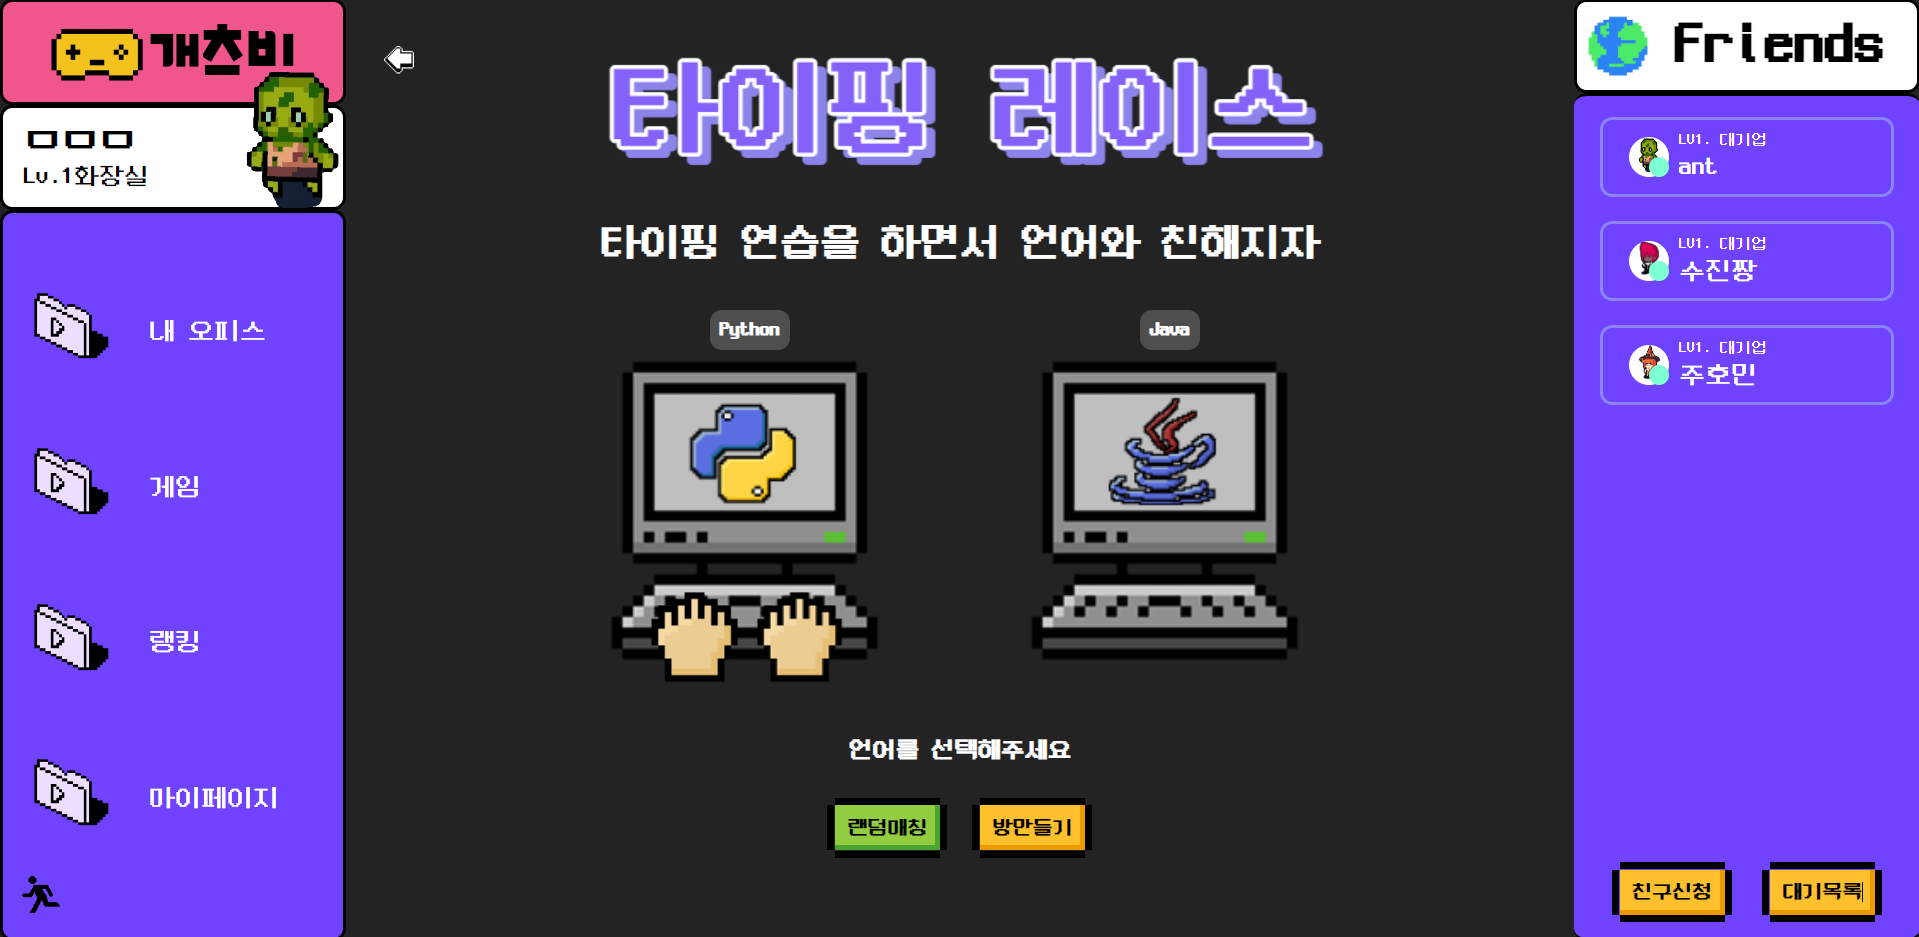 개츠비
ㅁㅁㅁ
Lv.1화장실
내 오피스
게임
랭킹
마이페이지
타이핑 레이스
타이핑 연습을 하면서 언어와 친해지자
Python
Java
언어를 선택해주세요
랜덤매칭
방만들기
Friends
LV1. 대기업
ant
LV1. 대기업
수진짱
LV1. 대기업
주호민
친구신청
대기목록